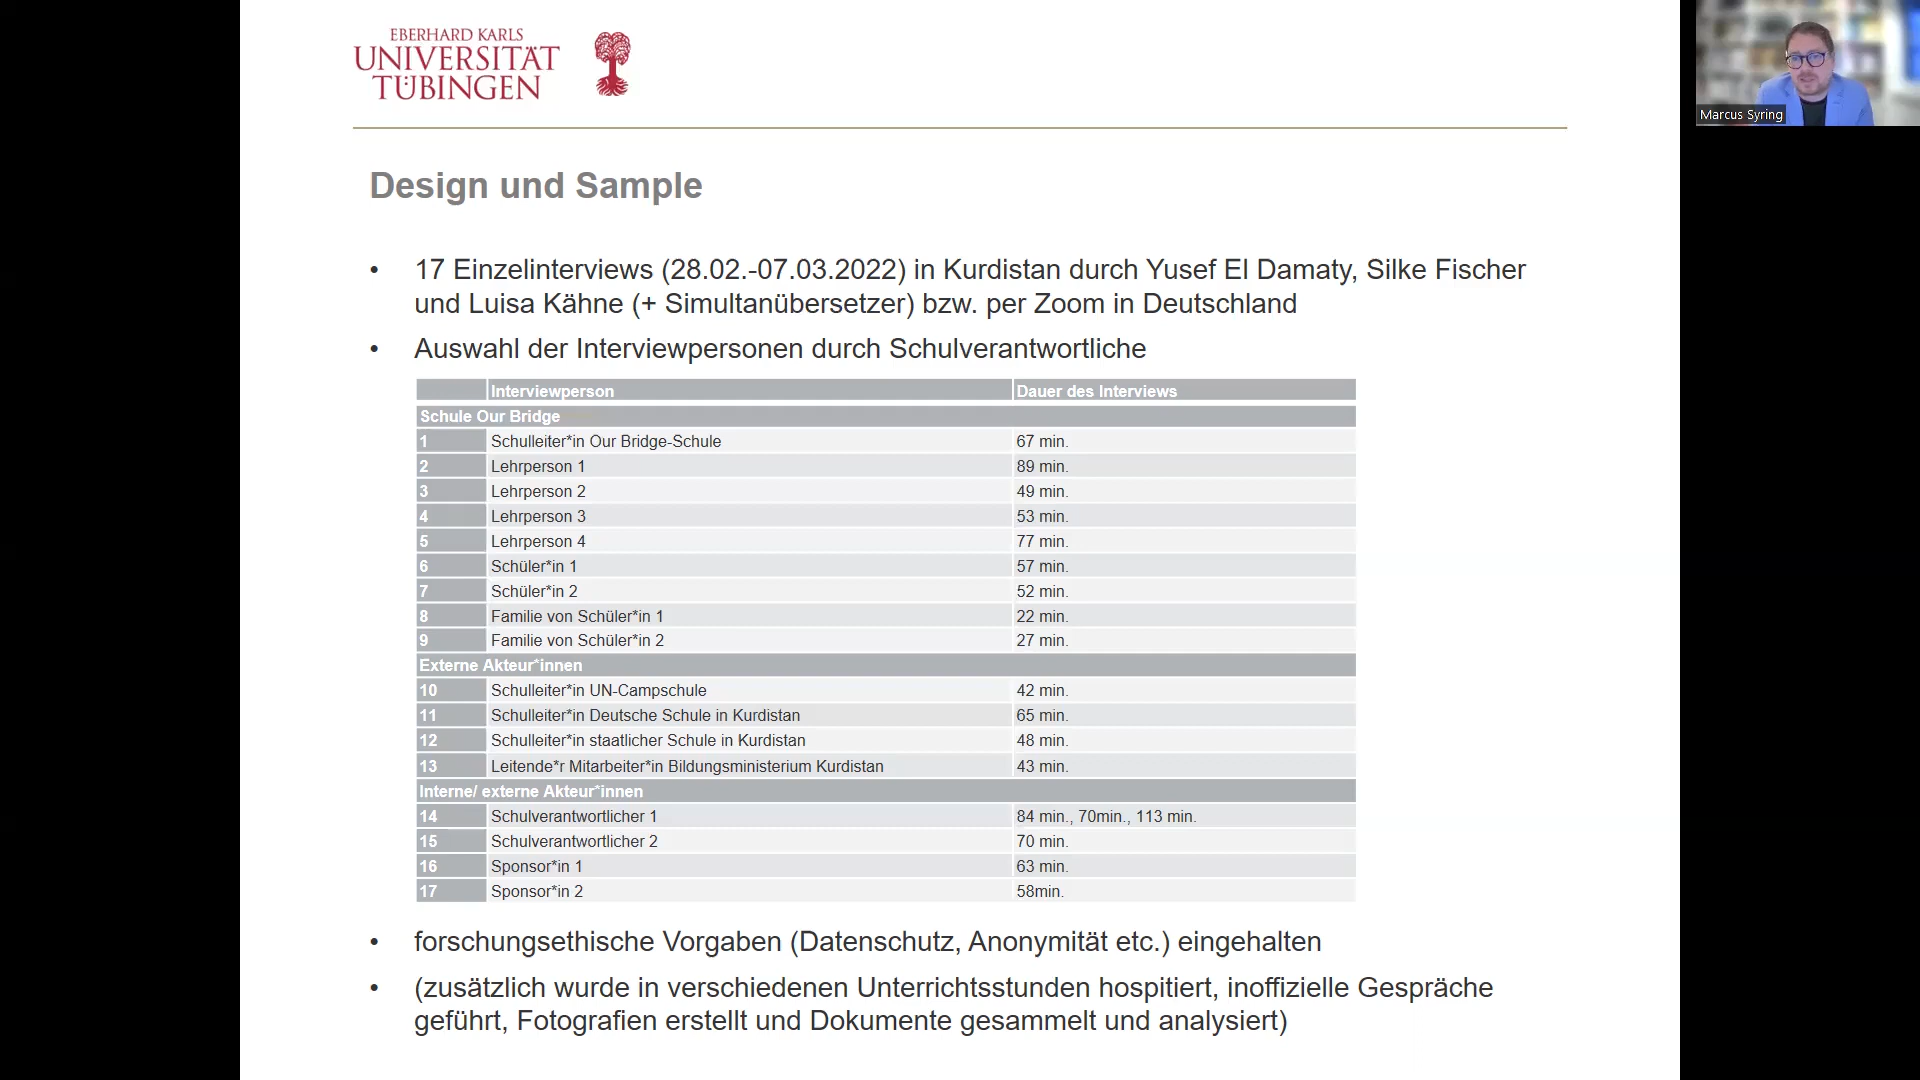 EBERHARD KARLS
UNIVERSITÄT
TÜBINGEN
Marcus Syring
Design und Sample
• 17 Einzelinterviews (28.02.-07.03.2022) in Kurdistan durch Yusef El Damaty, Silke Fischer
und Luisa Kähne (+ Simultanübersetzer) bzw. per Zoom in Deutschland
• Auswahl der Interviewpersonen durch Schulverantwortliche
Interviewperson Dauer des Interviews
Schule Our Bridge
1 Schulleiter*in Our Bridge-Schule 67 min.
2 Lehrperson 1 89 min.
3 Lehrperson 2 49 min.
4 Lehrperson 3 53 min.
5 Lehrperson 4 77 min.
6 Schüler*in 1 57 min.
7 Schüler*in 2 52 min.
8 Familie von Schüler*in 1 22 min.
9 Familie von Schüler*in 2 27 min.
Externe Akteur*innen
10 Schulleiter*in UN-Campschule 42 min.
11 Schulleiter*in Deutsche Schule in Kurdistan 65 min.
12 Schulleiter*in staatlicher Schule in Kurdistan 48 min.
13 Leitende*r Mitarbeiter*in Bildungsministerium Kurdistan 43 min.
Interne/ externe Akteur*innen
14 Schulverantwortlicher 1 84 min., 70min., 113 min.
15 Schulverantwortlicher 2 70 min.
16 Sponsor*in 1 63 min.
17 Sponsor*in 2 58min.
• forschungsethische Vorgaben (Datenschutz, Anonymität etc.) eingehalten
• (zusätzlich wurde in verschiedenen Unterrichtsstunden hospitiert, inoffizielle Gespräche
geführt, Fotografien erstellt und Dokumente gesammelt und analysiert)